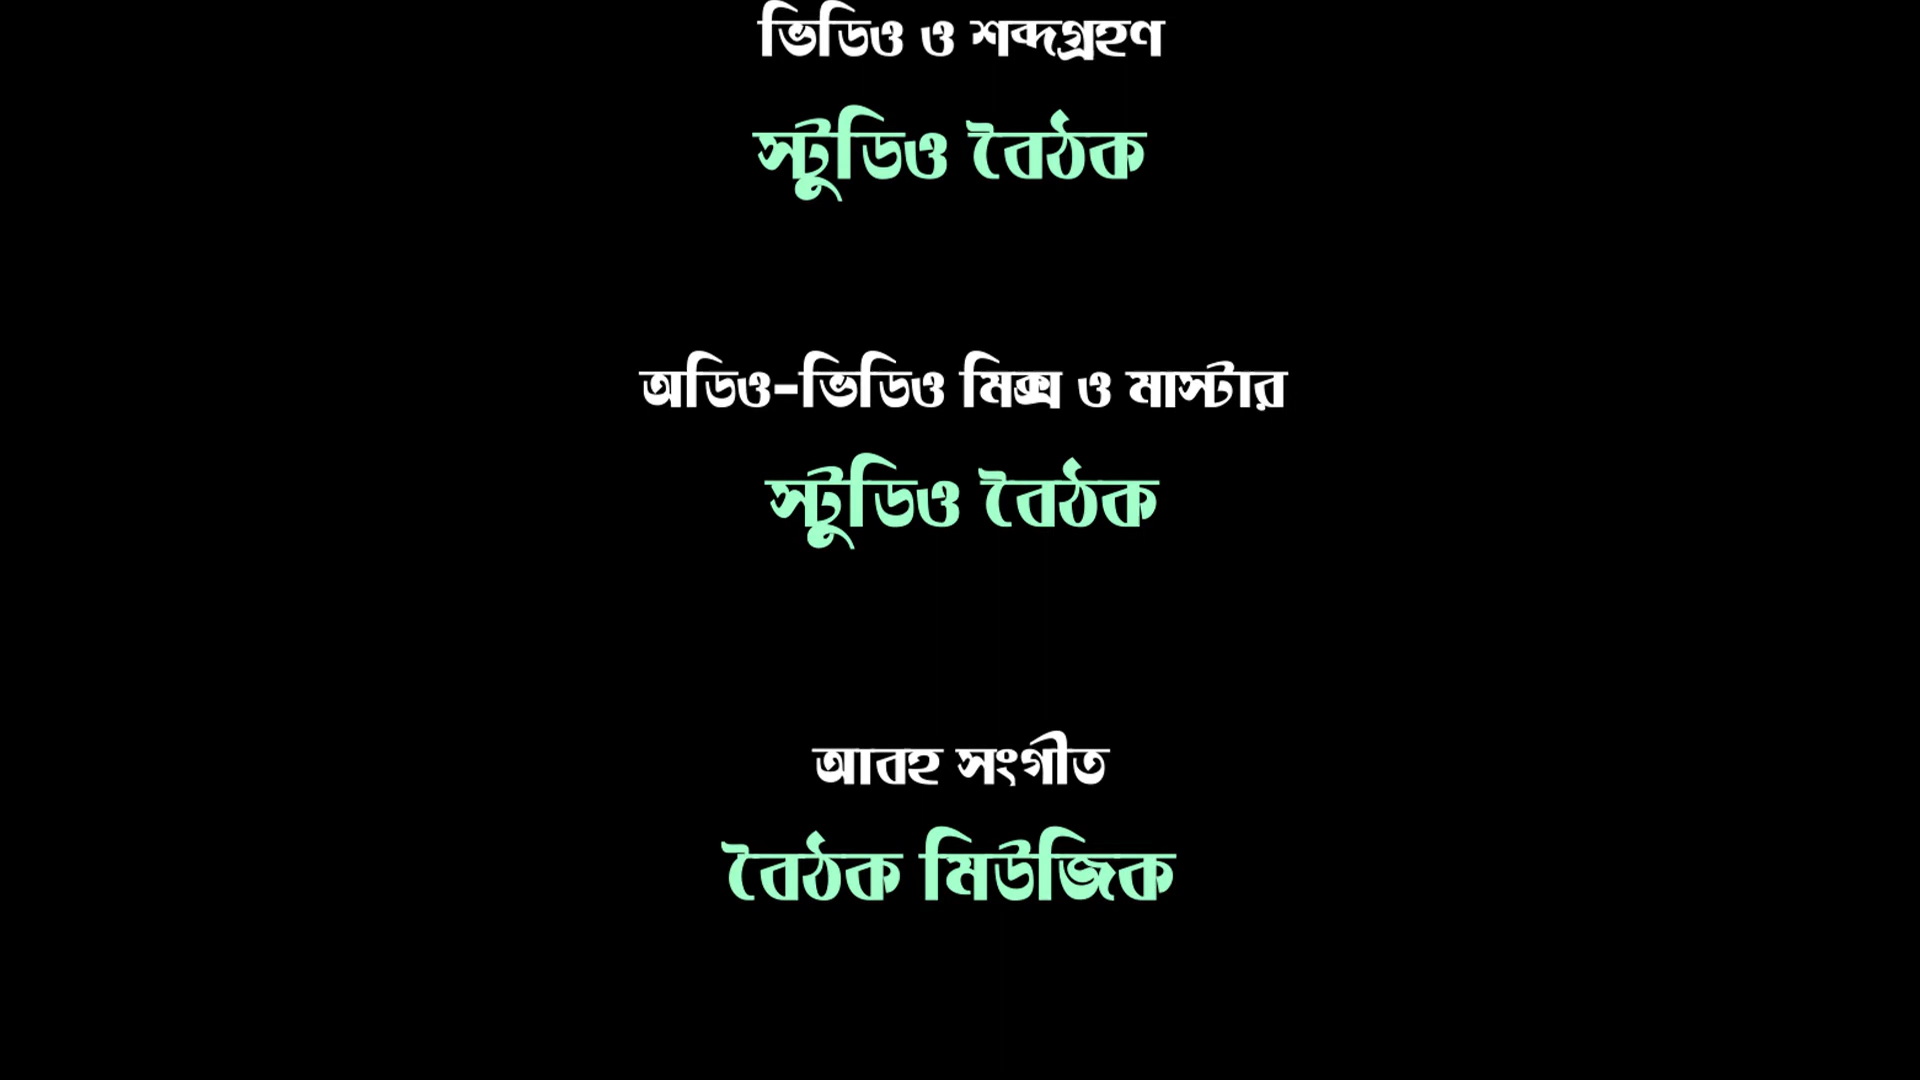 ভিডিও ও শব্দগ্রহণ
স্টুডিও বৈঠক
অডিও-ভিডিও মিক্স ও মাস্টার
স্টুডিও বৈঠক
আবহ সংগীত
বৈঠক মিউজিক